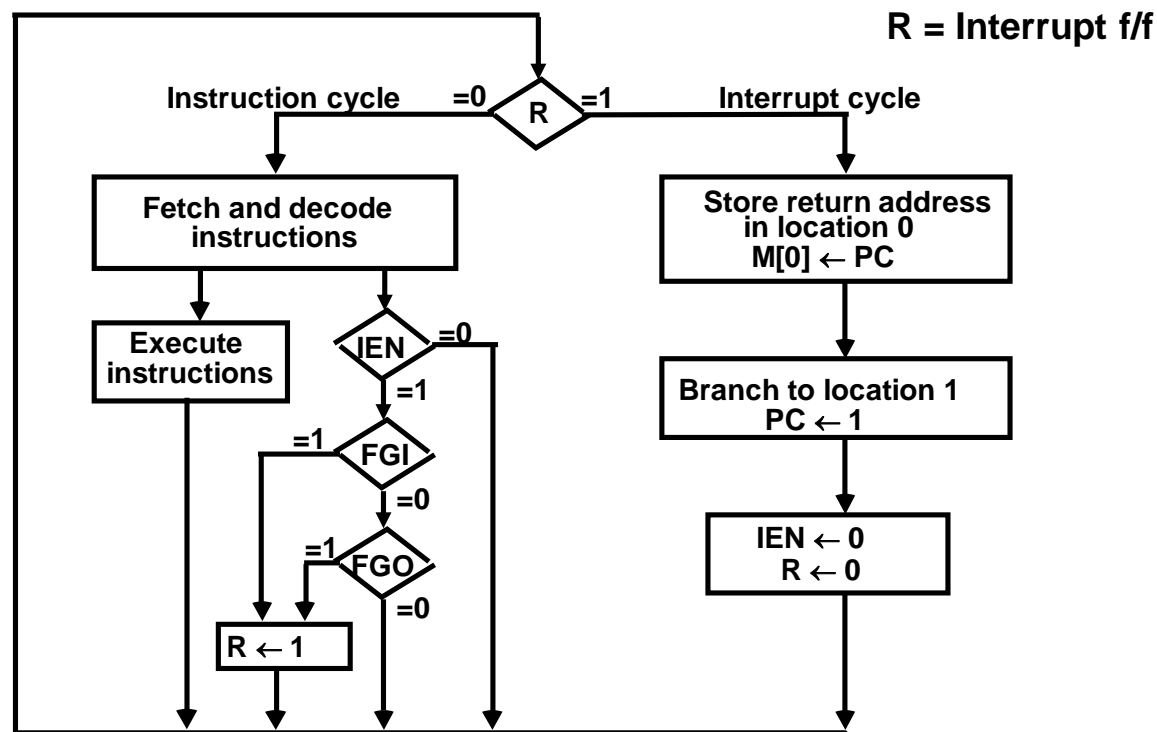 R = Interrupt f/f
Instruction cycle
=0
R
=1
Interrupt cycle
Fetch and decode
instructions
Store return address
in location 0
M[0] ← PC
Execute
instructions
IEN
=0
=1
Branch to location 1
PC ← 1
=1
FGI
=0
=1
FGO
=0
IEN ← 0
R ← 0
R ← 1